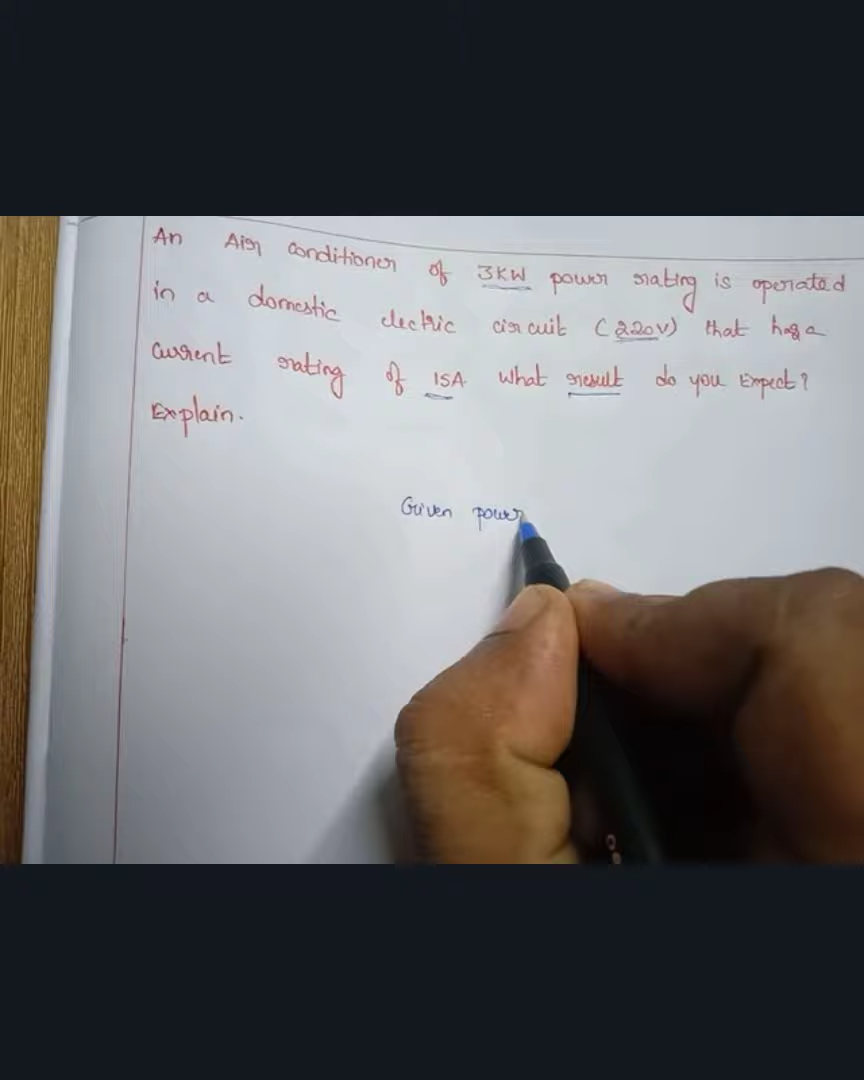 An Air conditioner of 3KW power rating is operated
in a domestic electric circuit (220V) that has a
current rating of 15A. What result do you Expect?
Explain.
Given power